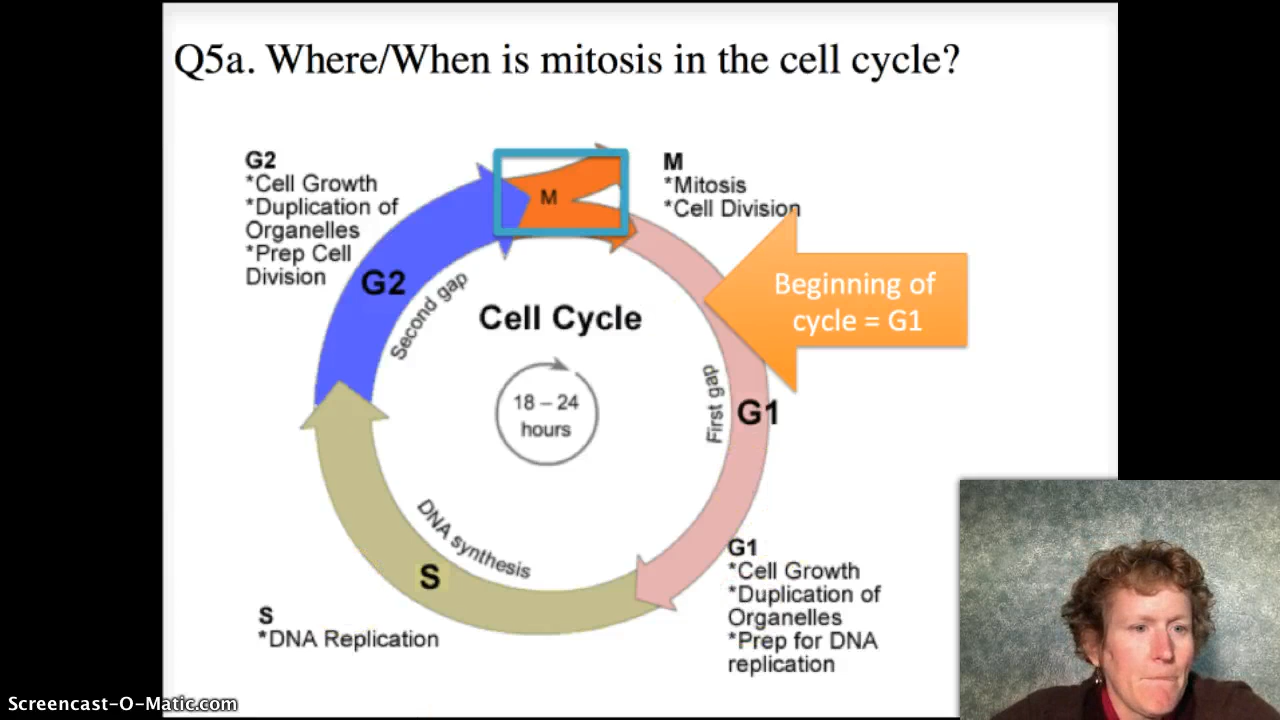 Q5a. Where/When is mitosis in the cell cycle?
G2
*Cell Growth
*Duplication of
Organelles
*Prep Cell
Division
M
M
*Mitosis
*Cell Division
Beginning of
cycle = G1
G2
Second gap
Cell Cycle
18 – 24
hours
First gap
G1
DNA synthesis
S
S
*DNA Replication
G1
*Cell Growth
*Duplication of
Organelles
*Prep for DNA
replication
Screencast-O-Matic.com